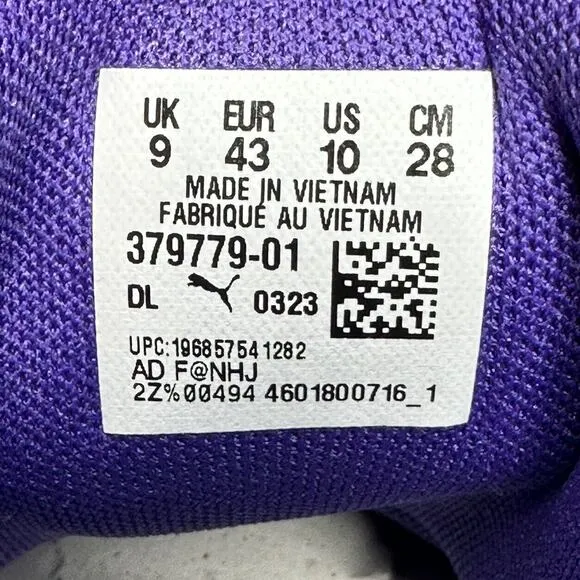 UK EUR US CM
9 43 10 28
MADE IN VIETNAM
FABRIQUÉ AU VIETNAM
379779-01
DL 0323
UPC:196857541282
AD F@NHJ
2Z%00494 4601800716_1